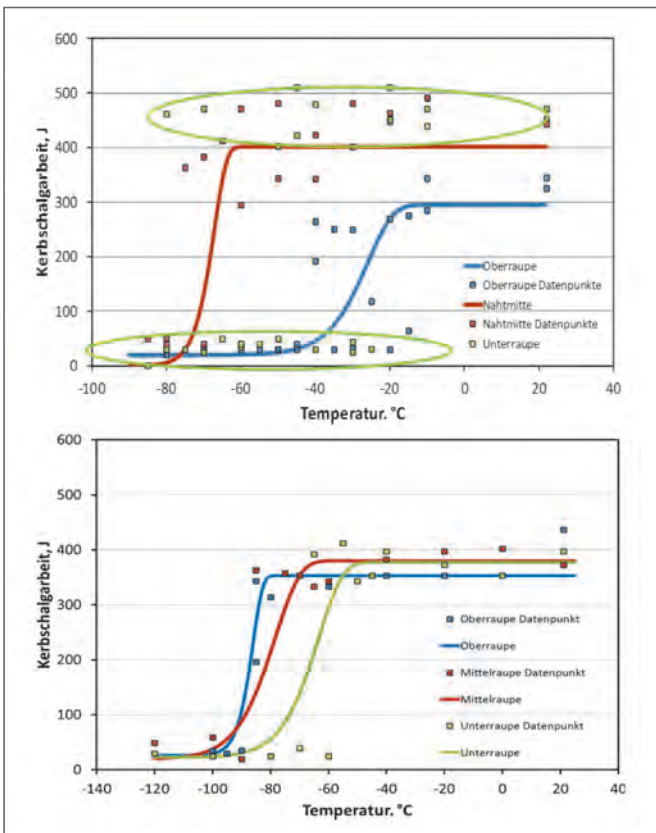 600
500
400
300
200
100
0
Kerbschalgarbeit, J
Oberraupe
Oberraupe Datenpunkte
Nahtmitte
Nahtmitte Datenpunkte
Unterraupe
-100 -80 -60 -40 -20 0 20 40
Temperatur. °C
600
500
400
300
200
100
0
Kerbschalgarbeit, J
Oberraupe Datenpunkt
Oberraupe
Mittelraupe Datenpunkt
Mittelraupe
Unterraupe Datenpunkt
Unterraupe
-140 -120 -100 -80 -60 -40 -20 0 20 40
Temperatur. °C